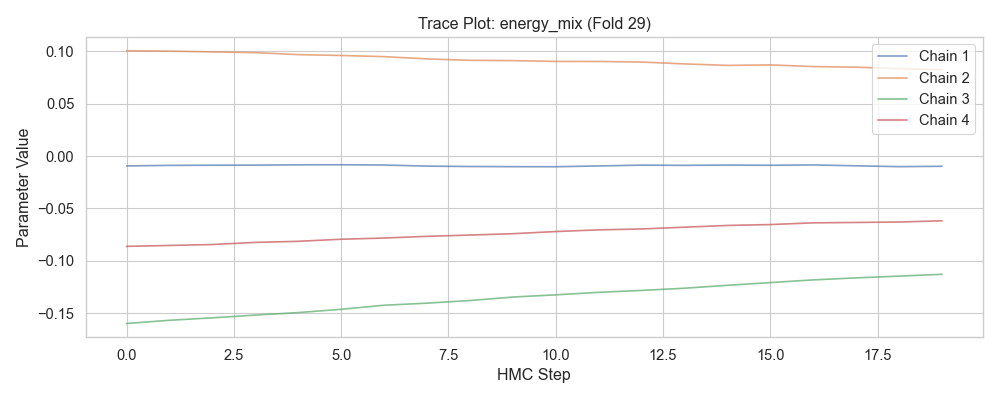 Trace Plot: energy_mix (Fold 29)
Parameter Value
0.10
0.05
0.00
−0.05
−0.10
−0.15
Chain 1
Chain 2
Chain 3
Chain 4
0.0 2.5 5.0 7.5 10.0 12.5 15.0 17.5
HMC Step